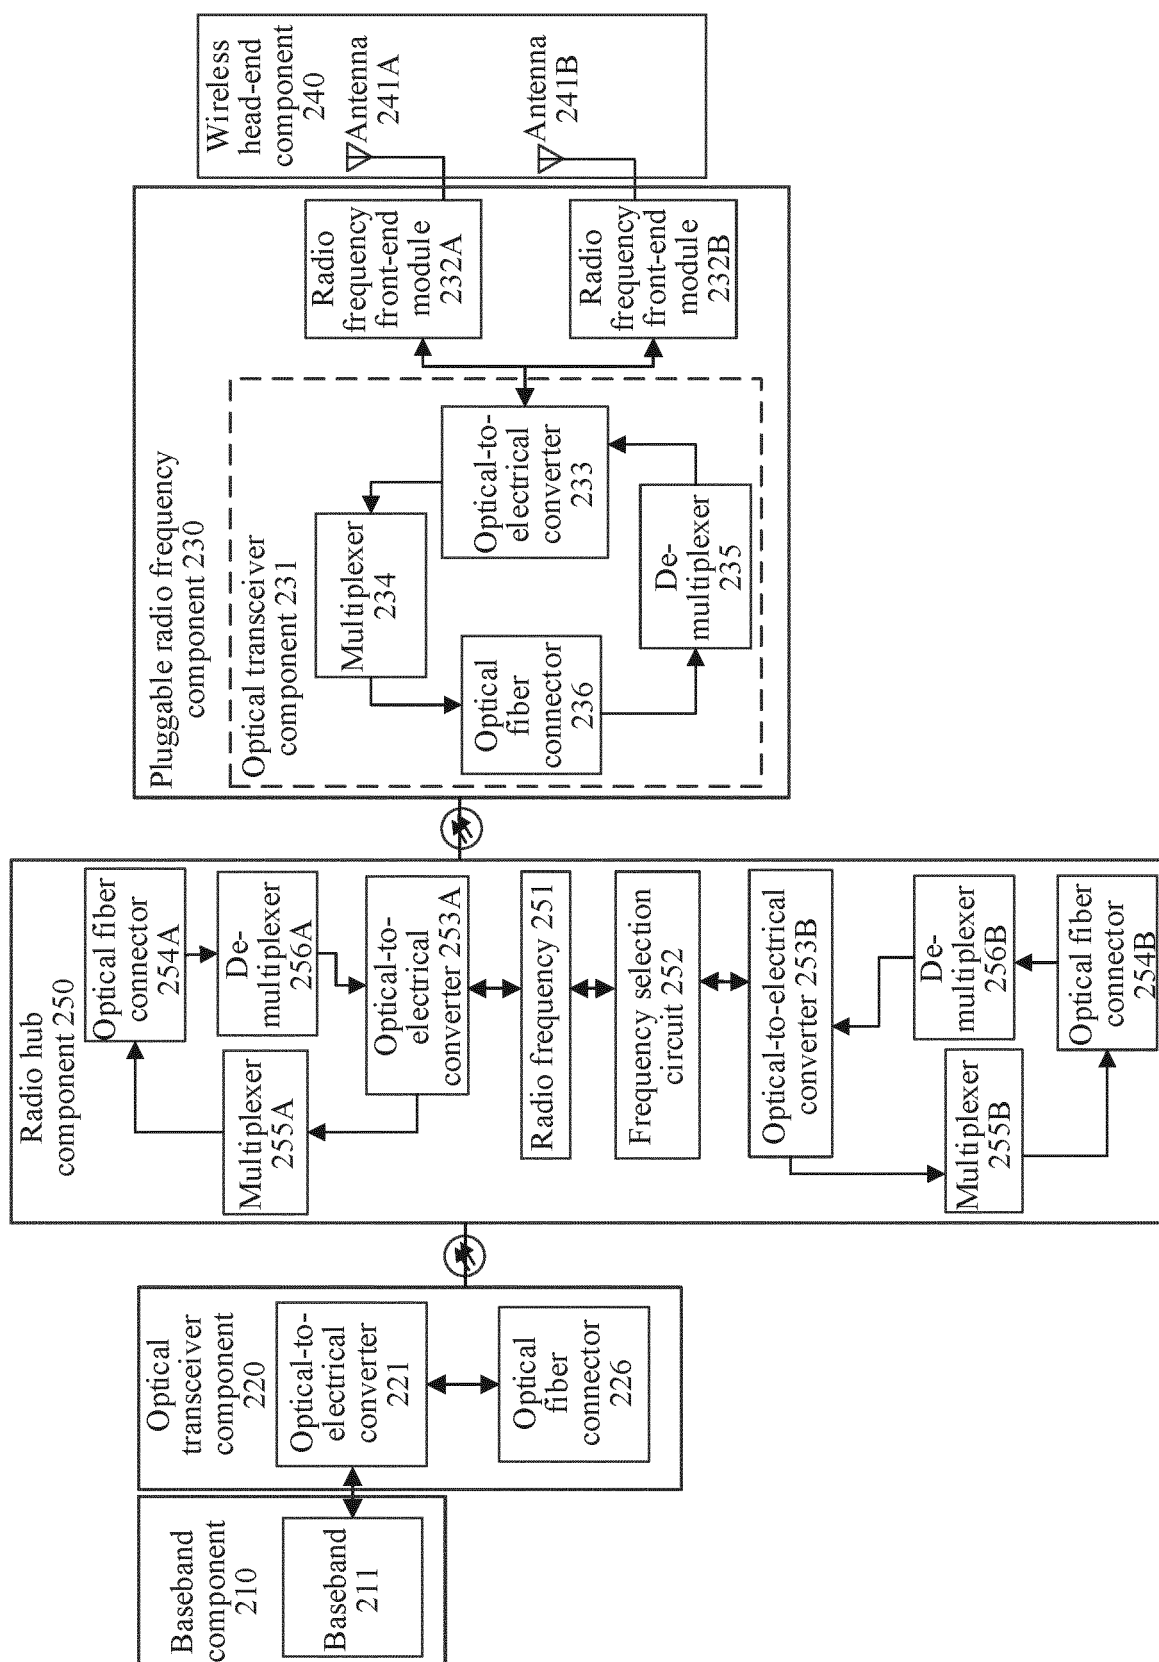 Baseband
component
210
Baseband
211
Optical
transceiver
component
220
Optical-to-
electrical
converter
221
Optical
fiber
connector
226
Radio hub
component 250
Optical fiber
connector
254A
De-
multiplexer
256A
Multiplexer
255A
Optical-to-
electrical
converter 253A
Radio frequency 251
Frequency selection
circuit 252
Optical-to-electrical
converter 253B
De-
multiplexer
256B
Multiplexer
255B
Optical fiber
connector
254B
Pluggable radio frequency
component 230
Optical transceiver
component 231
Multiplexer
234
Optical
fiber
connector
236
Optical-to-
electrical
converter
233
De-
multiplexer
235
Radio
frequency
front-end
module
232A
Radio
frequency
front-end
module
232B
Wireless
head-end
component
240
Antenna
241A
Antenna
241B